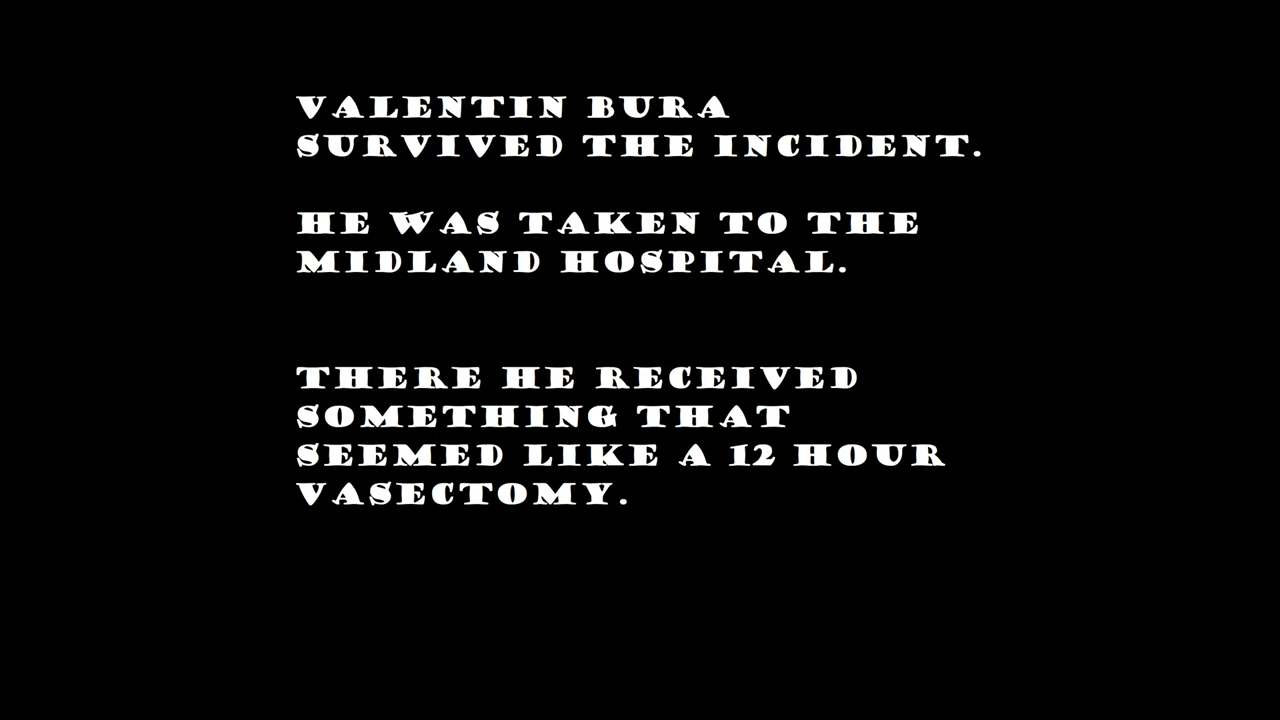 VALENTIN BURA
SURVIVED THE INCIDENT.
HE WAS TAKEN TO THE
MIDLAND HOSPITAL.
THERE HE RECEIVED
SOMETHING THAT
SEEMED LIKE A 12 HOUR
VASECTOMY.